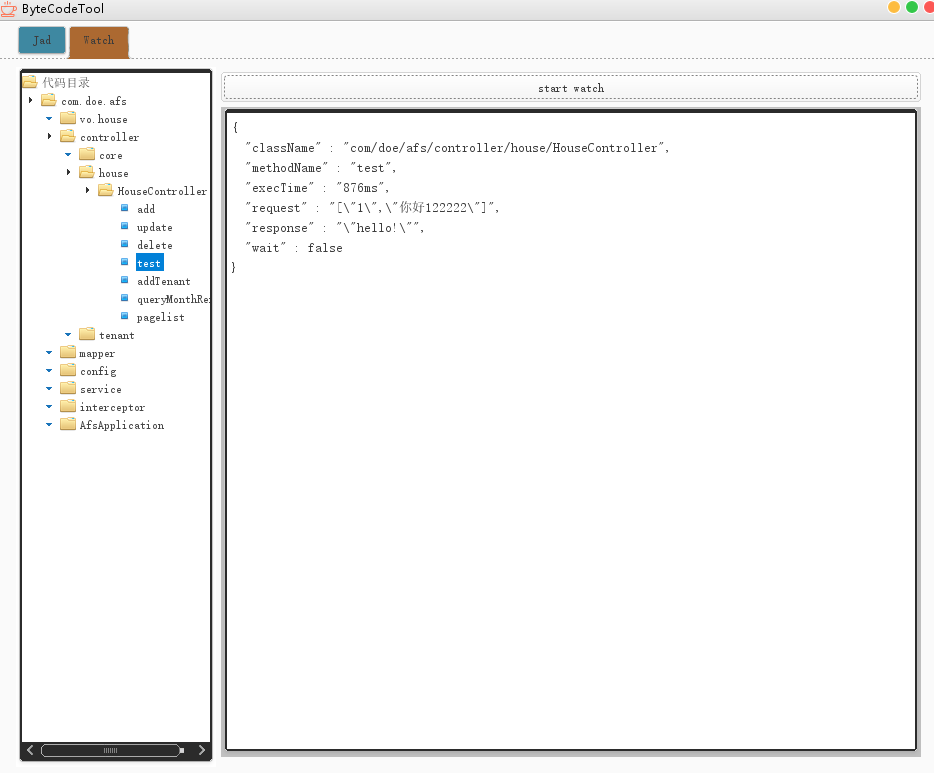 ByteCodeTool
Jad
Watch
代码目录
com.doe.afs
vo.house
controller
core
house
HouseController
add
update
delete
test
addTenant
queryMonthRe
pagelist
tenant
mapper
config
service
interceptor
AfsApplication
start watch
{
"className" : "com/doe/afs/controller/house/HouseController",
"methodName" : "test",
"execTime" : "876ms",
"request" : "[\"1\",\"你好122222\"]",
"response" : "\"hello!\"",
"wait" : false
}